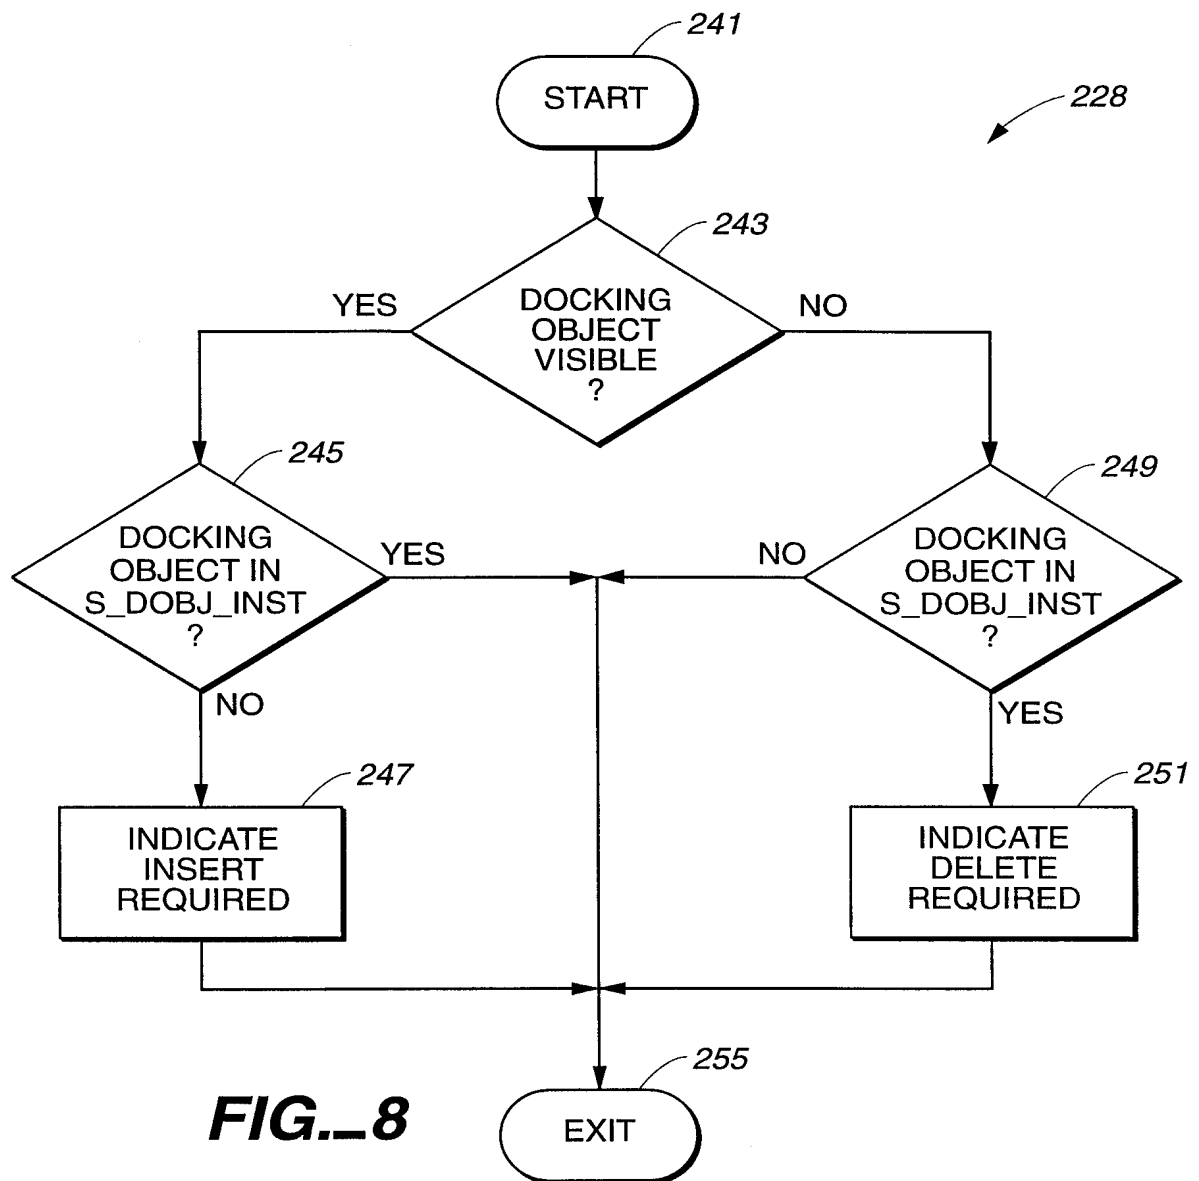 241
START
228
243
DOCKING
OBJECT
VISIBLE
?
YES
NO
245
DOCKING
OBJECT IN
S_DOBJ_INST
?
YES
NO
249
DOCKING
OBJECT IN
S_DOBJ_INST
?
NO
YES
247
INDICATE
INSERT
REQUIRED
251
INDICATE
DELETE
REQUIRED
255
EXIT
FIG._8